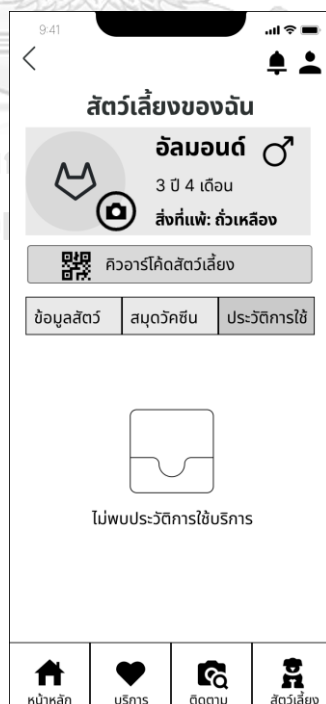 9:41
สัตว์เลี้ยงของฉัน
อัลมอนด์
3 ปี 4 เดือน
สิ่งที่แพ้: ถั่วเหลือง
คิวอาร์โค้ดสัตว์เลี้ยง
ข้อมูลสัตว์ สมุดวัคซีน ประวัติการใช้
ไม่พบประวัติการใช้บริการ
หน้าหลัก บริการ ติดตาม สัตว์เลี้ยง